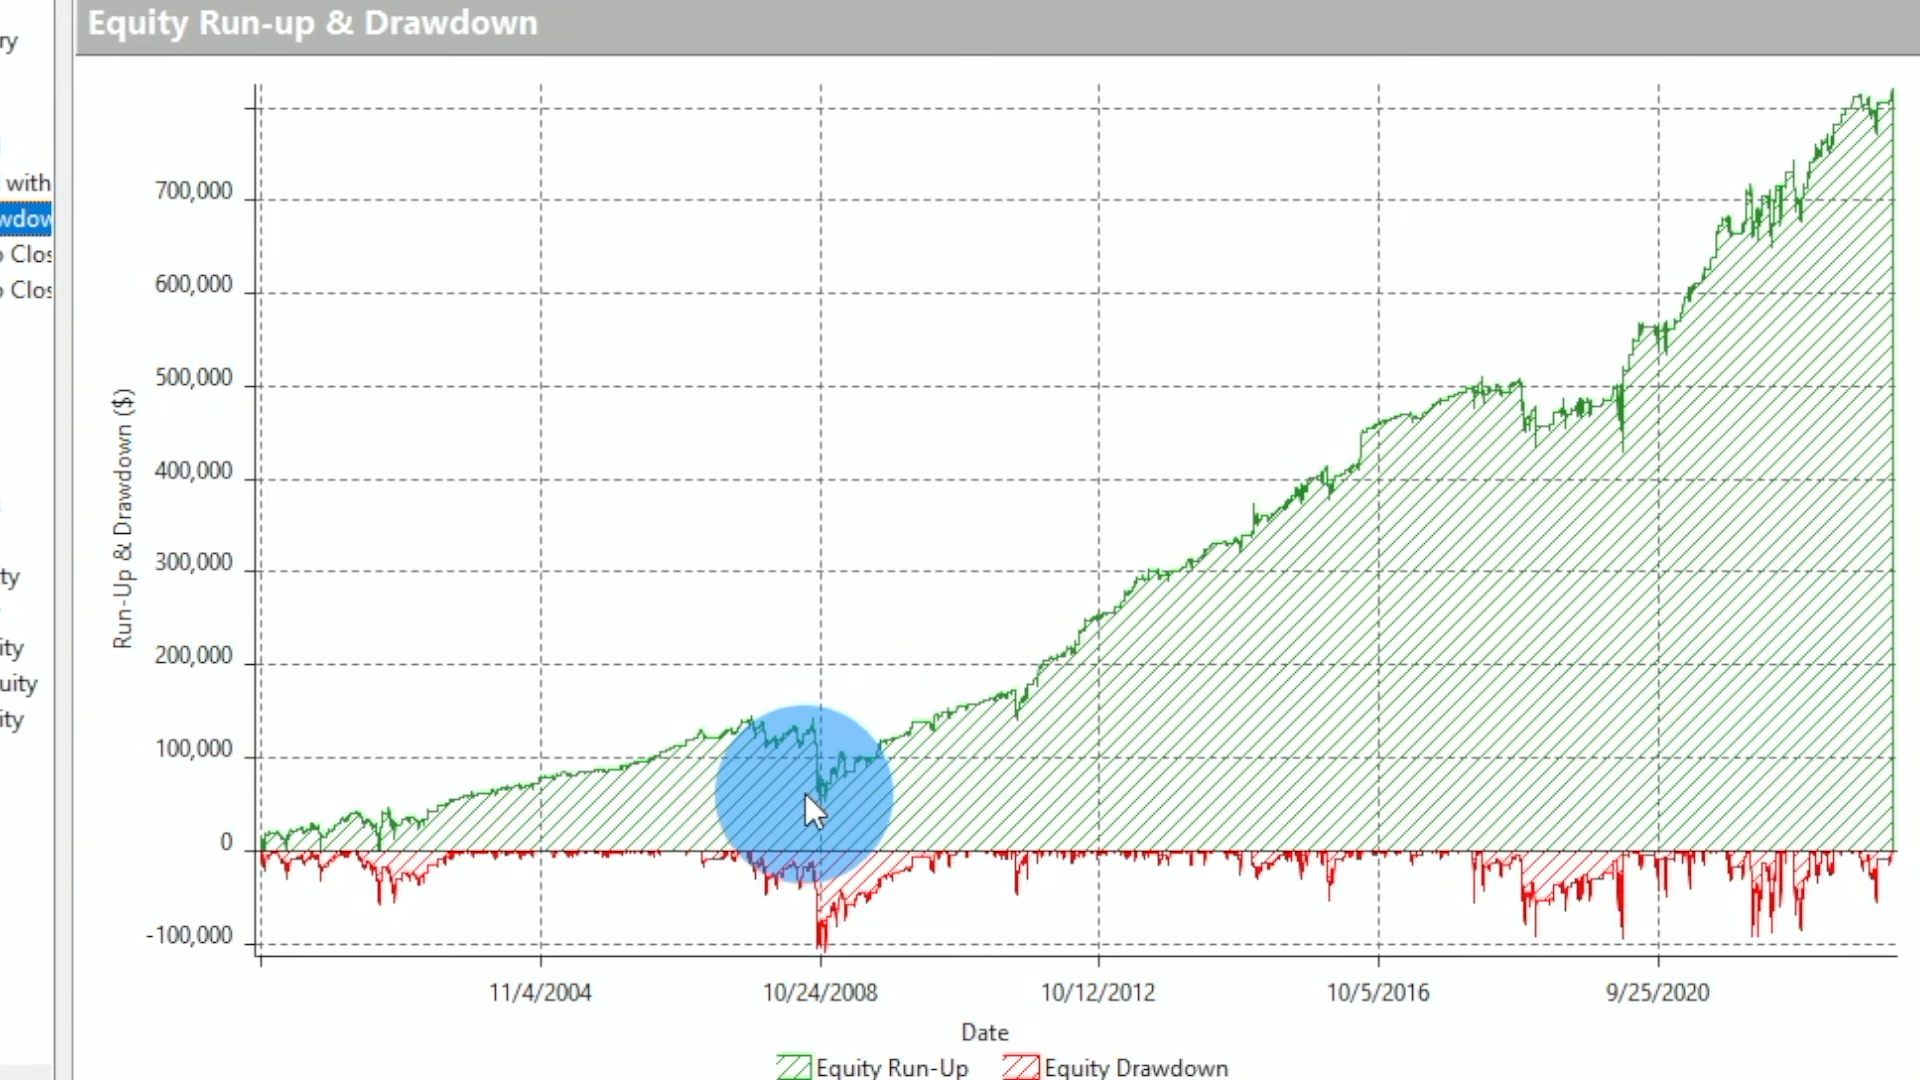 Equity Run-up & Drawdown
ry
with
wdow
o Clos
o Clos
ty
ity
uity
ity
700,000
600,000
500,000
400,000
300,000
200,000
100,000
0
-100,000
Run-Up & Drawdown ($)
11/4/2004
10/24/2008
10/12/2012
10/5/2016
9/25/2020
Date
Equity Run-Up
Equity Drawdown